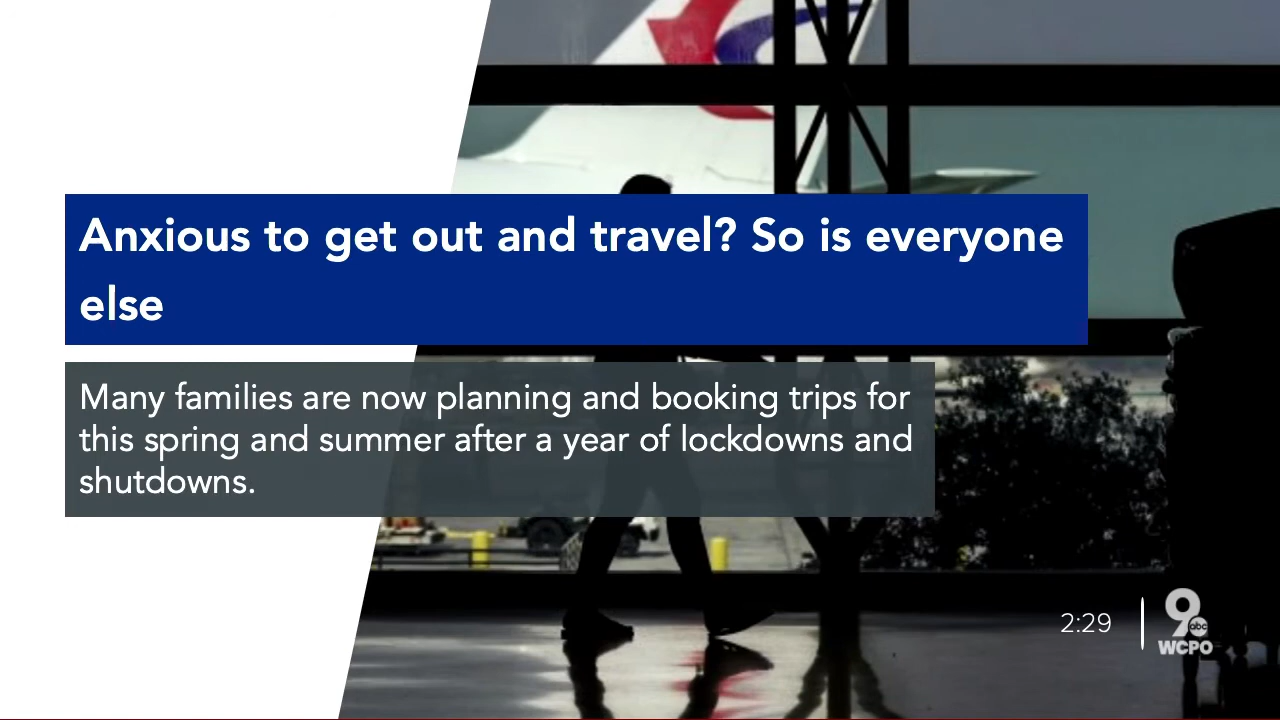 Anxious to get out and travel? So is everyone
else
Many families are now planning and booking trips for
this spring and summer after a year of lockdowns and
shutdowns.
2:29
9
abc
WCPO